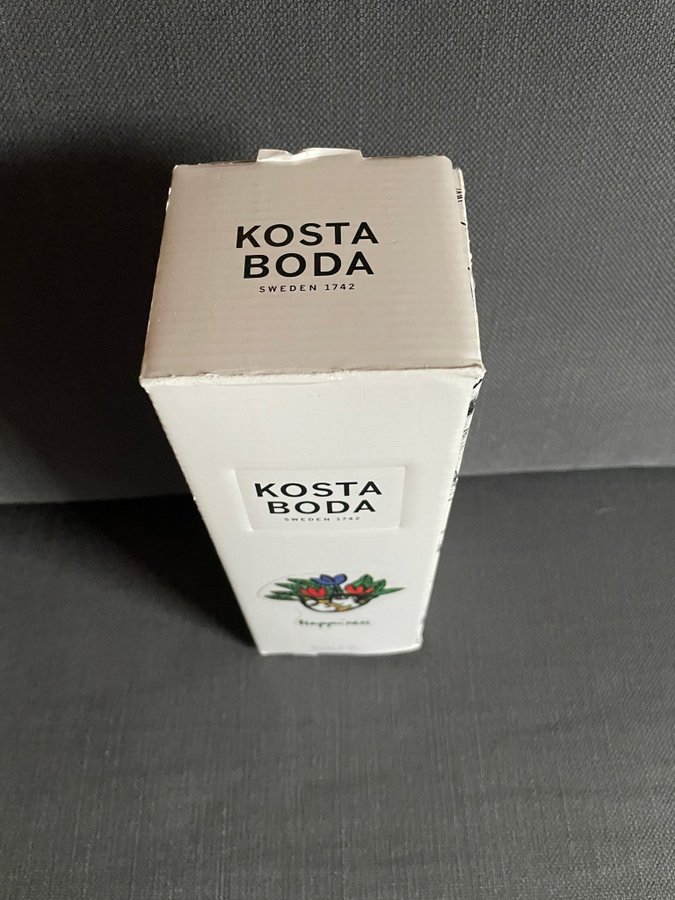 KOSTA
BODA
SWEDEN 1742
KOSTA
BODA
SWEDEN 1742
happiness